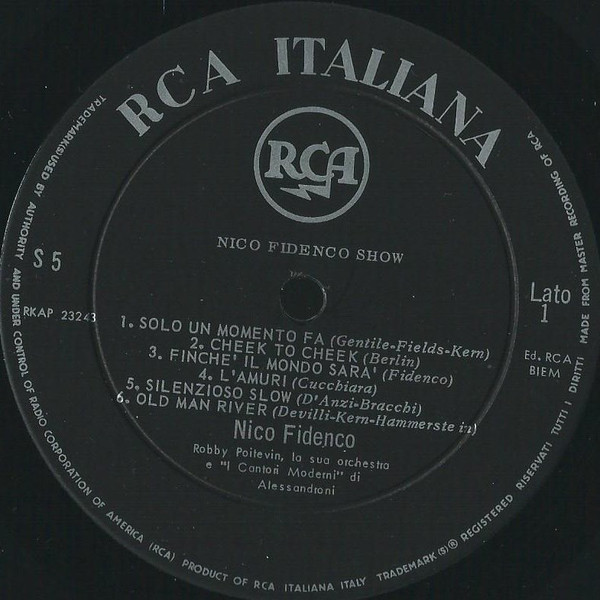 RCA ITALIANA
RCA
NICO FIDENCO SHOW
S 5
Lato
1
RKAP 23243
Ed. RCA
BIEM
1. SOLO UN MOMENTO FA (Gentile-Fields-Kern)
2. CHEEK TO CHEEK (Berlin)
3. FINCHE' IL MONDO SARA' (Fidenco)
4. L'AMURI (Cucchiara)
5. SILENZIOSO SLOW (D'Anzi-Bracchi)
6. OLD MAN RIVER (Devilli-Kern-Hammerstein)
Nico Fidenco
Robby Poitevin, la sua orchestra
e "I Cantori Moderni" di
Alessandroni
TRADEMARK(S) USED BY AUTHORITY AND UNDER CONTROL OF RADIO CORPORATION OF AMERICA (RCA) PRODUCT OF RCA ITALIANA ITALY TRADEMARK(S)® REGISTERED RISERVATI TUTTI I DIRITTI MADE FROM MASTER RECORDING OF RCA